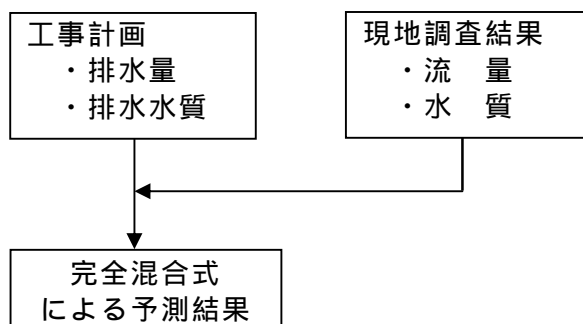 工事計画
・排水量
・排水水質
現地調査結果
・流　量
・水　質
完全混合式
による予測結果